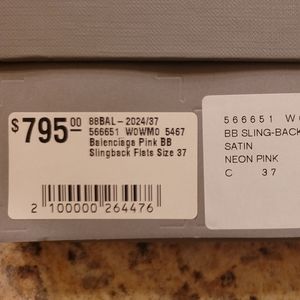 $795.00
88BAL-2024/37
566651 W0WM0 5467
Balenciaga Pink BB
Slingback Flats Size 37
2 100000 264476
566651 W0
BB SLING-BACK
SATIN
NEON PINK
C 37